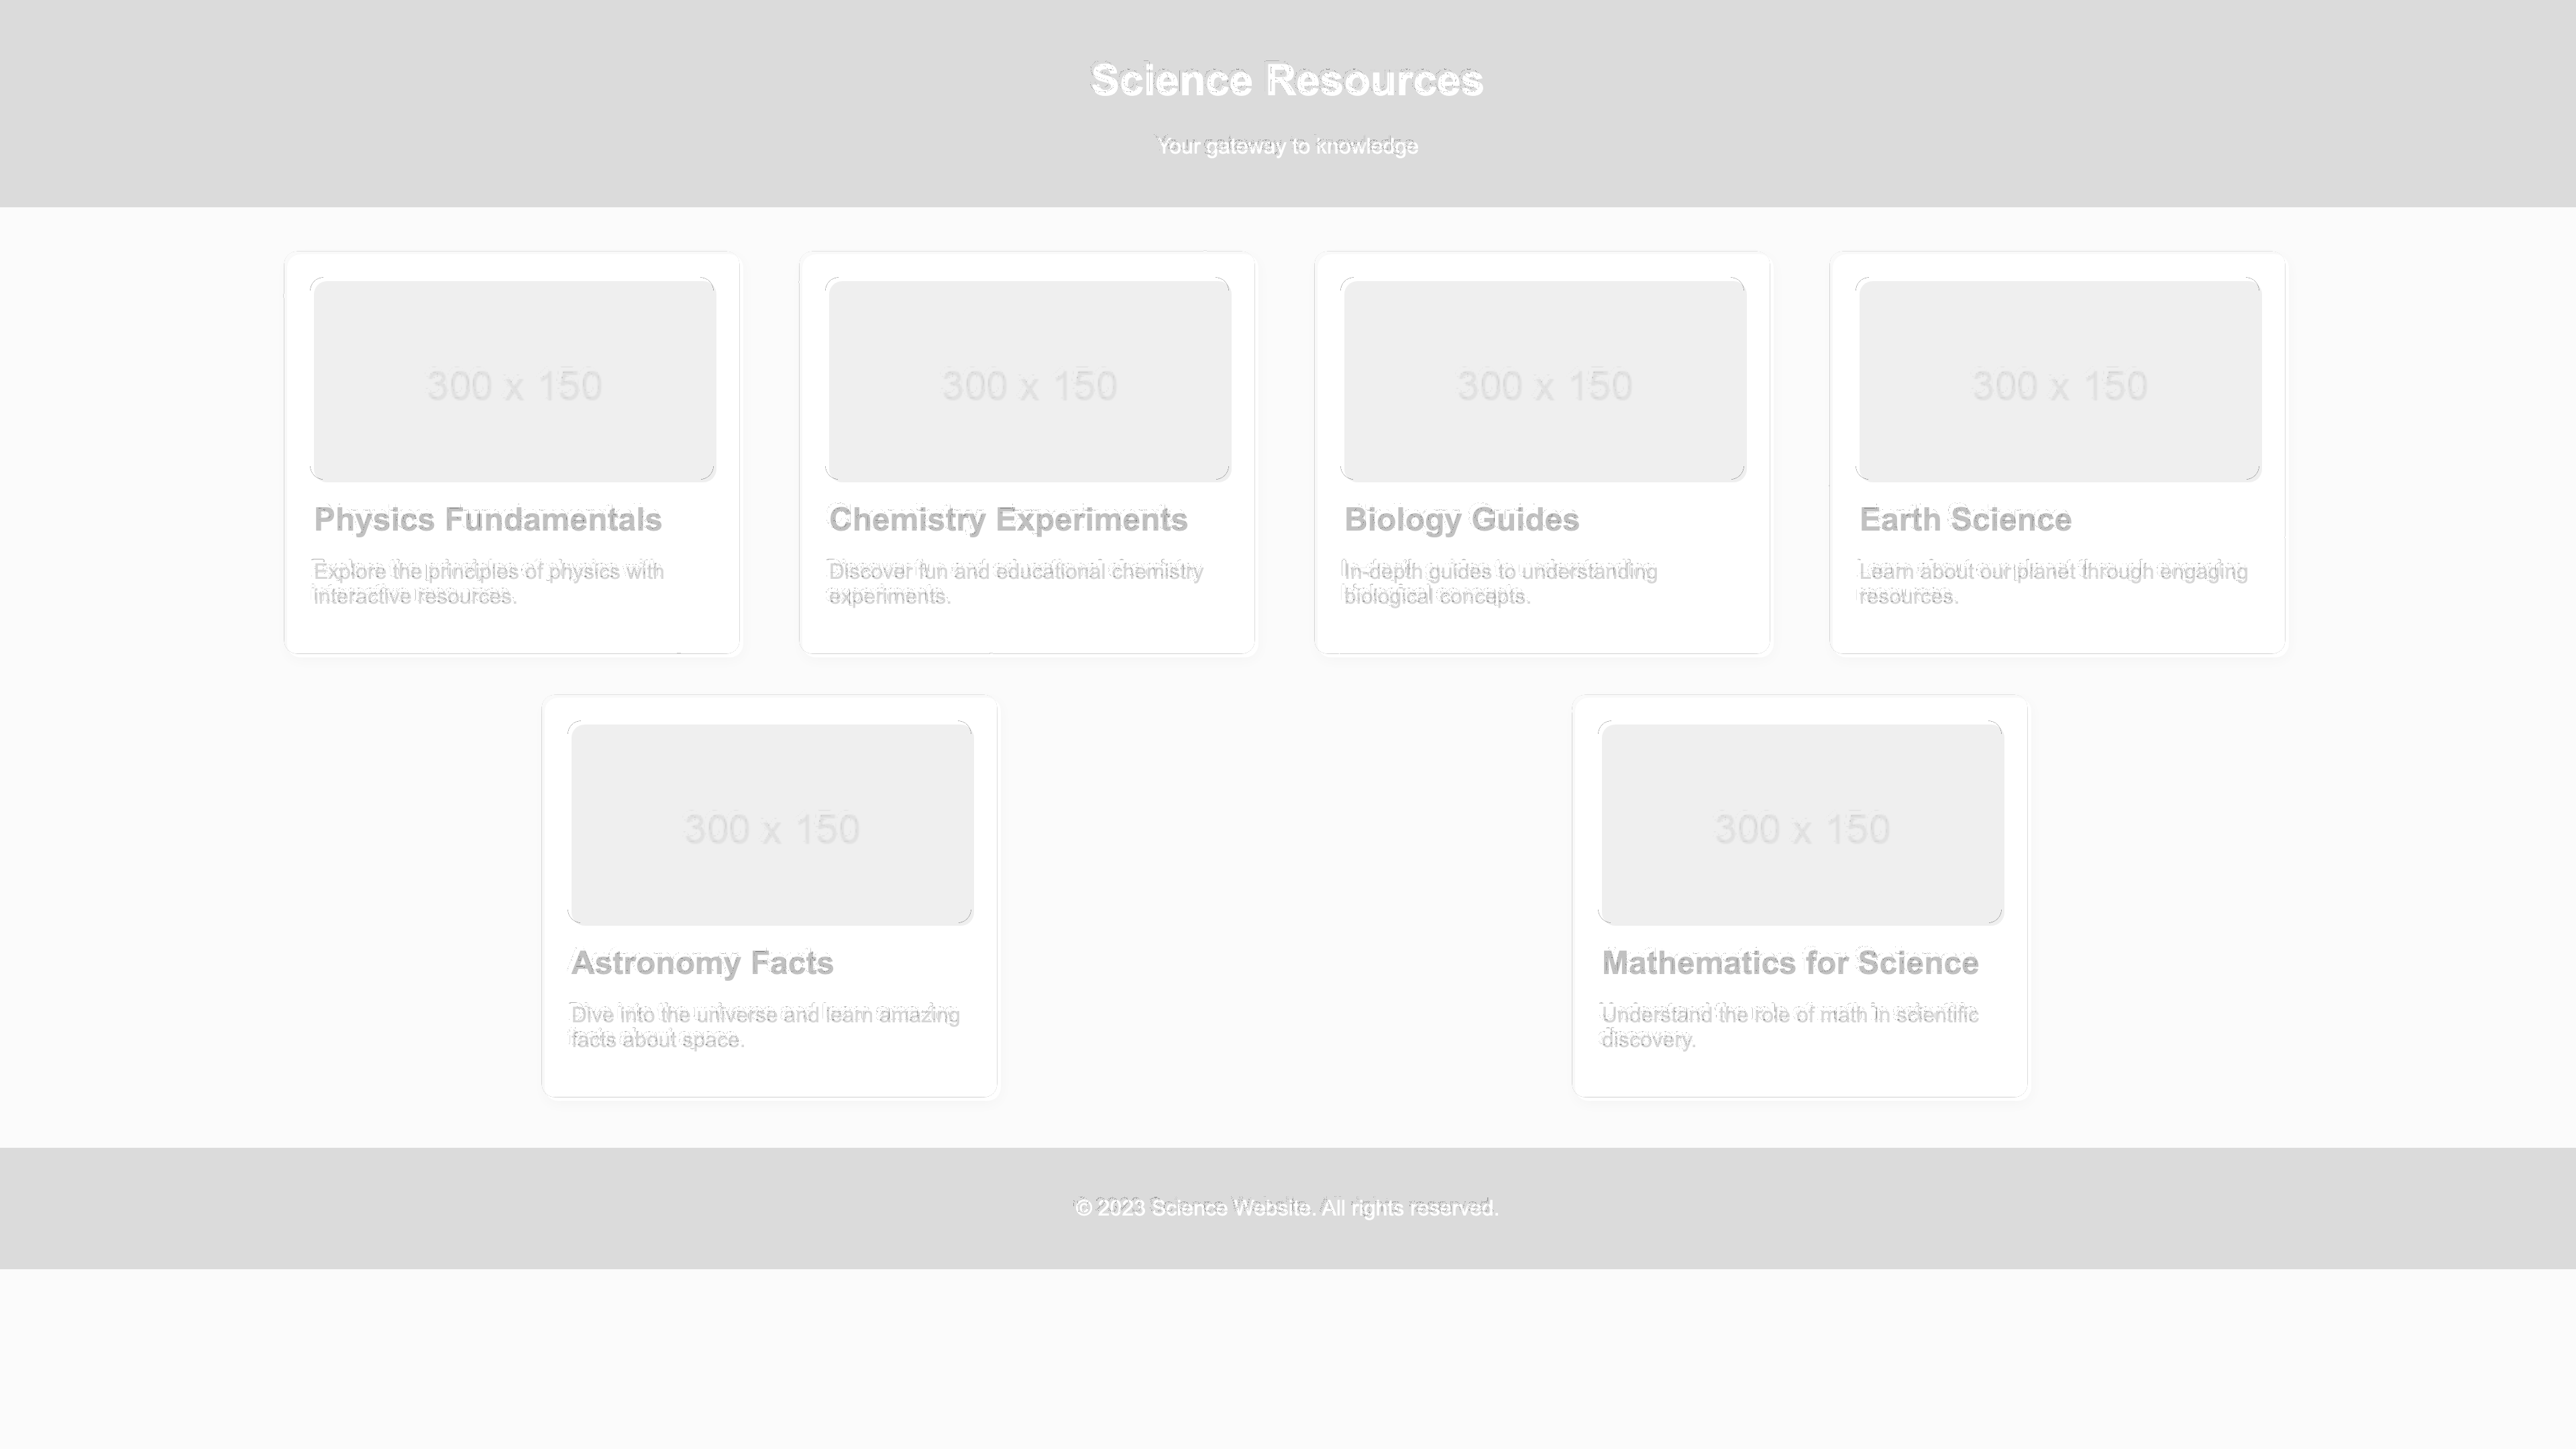 Science Resources
Your gateway to knowledge
300 x 150
300 x 150
300 x 150
300 x 150
Physics Fundamentals
Explore the principles of physics with
interactive resources.
Chemistry Experiments
Discover fun and educational chemistry
experiments.
Biology Guides
In-depth guides to understanding
biological concepts.
Earth Science
Learn about our planet through engaging
resources.
300 x 150
Astronomy Facts
Dive into the universe and learn amazing
facts about space.
300 x 150
Mathematics for Science
Understand the role of math in scientific
discovery.
© 2023 Science Website. All rights reserved.